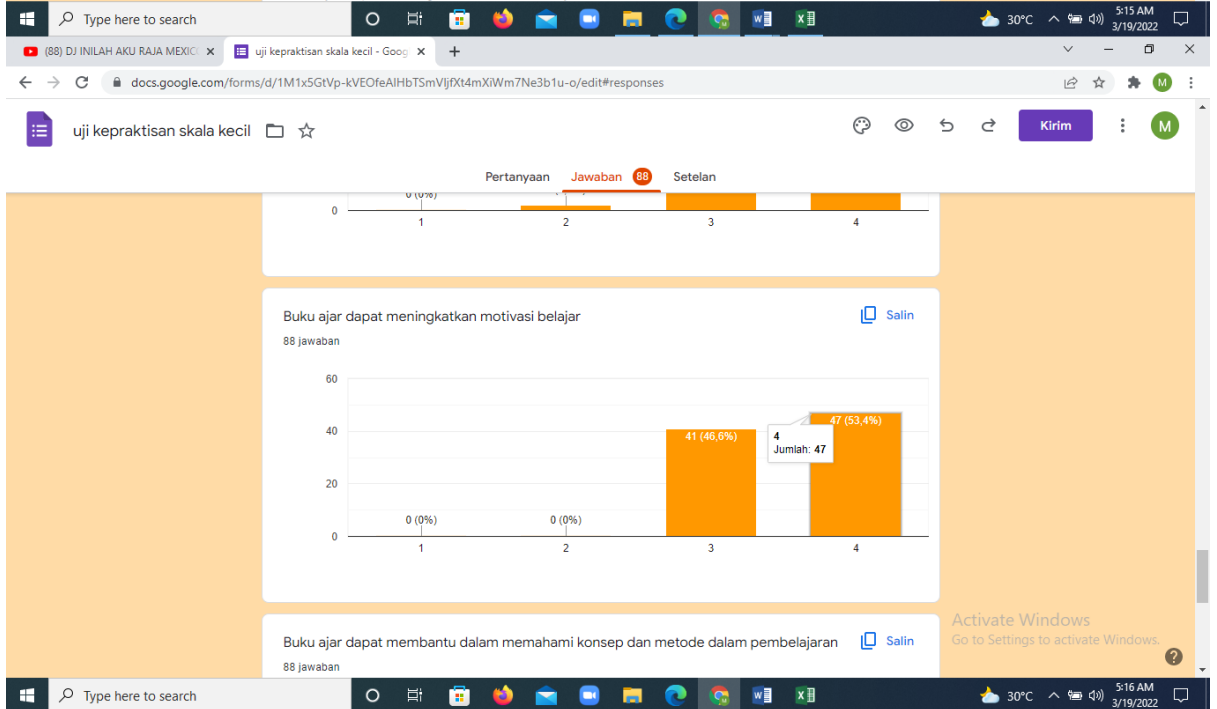 Type here to search
30°C
5:15 AM
3/19/2022
(88) DJ INILAH AKU RAJA MEXIC
uji kepraktisan skala kecil - Goog
docs.google.com/forms/d/1M1x5GtVp-kVEOfeAlHbTSmVljfXt4mXiWm7Ne3b1u-o/edit#responses
M
uji kepraktisan skala kecil
Kirim
M
Pertanyaan Jawaban 88 Setelan
0 (0%)
0
1 2 3 4
Buku ajar dapat meningkatkan motivasi belajar
Salin
88 jawaban
60
40
20
0
0 (0%) 0 (0%) 41 (46,6%) 47 (53,4%)
4
Jumlah: 47
1 2 3 4
Buku ajar dapat membantu dalam memahami konsep dan metode dalam pembelajaran
Salin
88 jawaban
Activate Windows
Go to Settings to activate Windows.
Type here to search
30°C
5:16 AM
3/19/2022